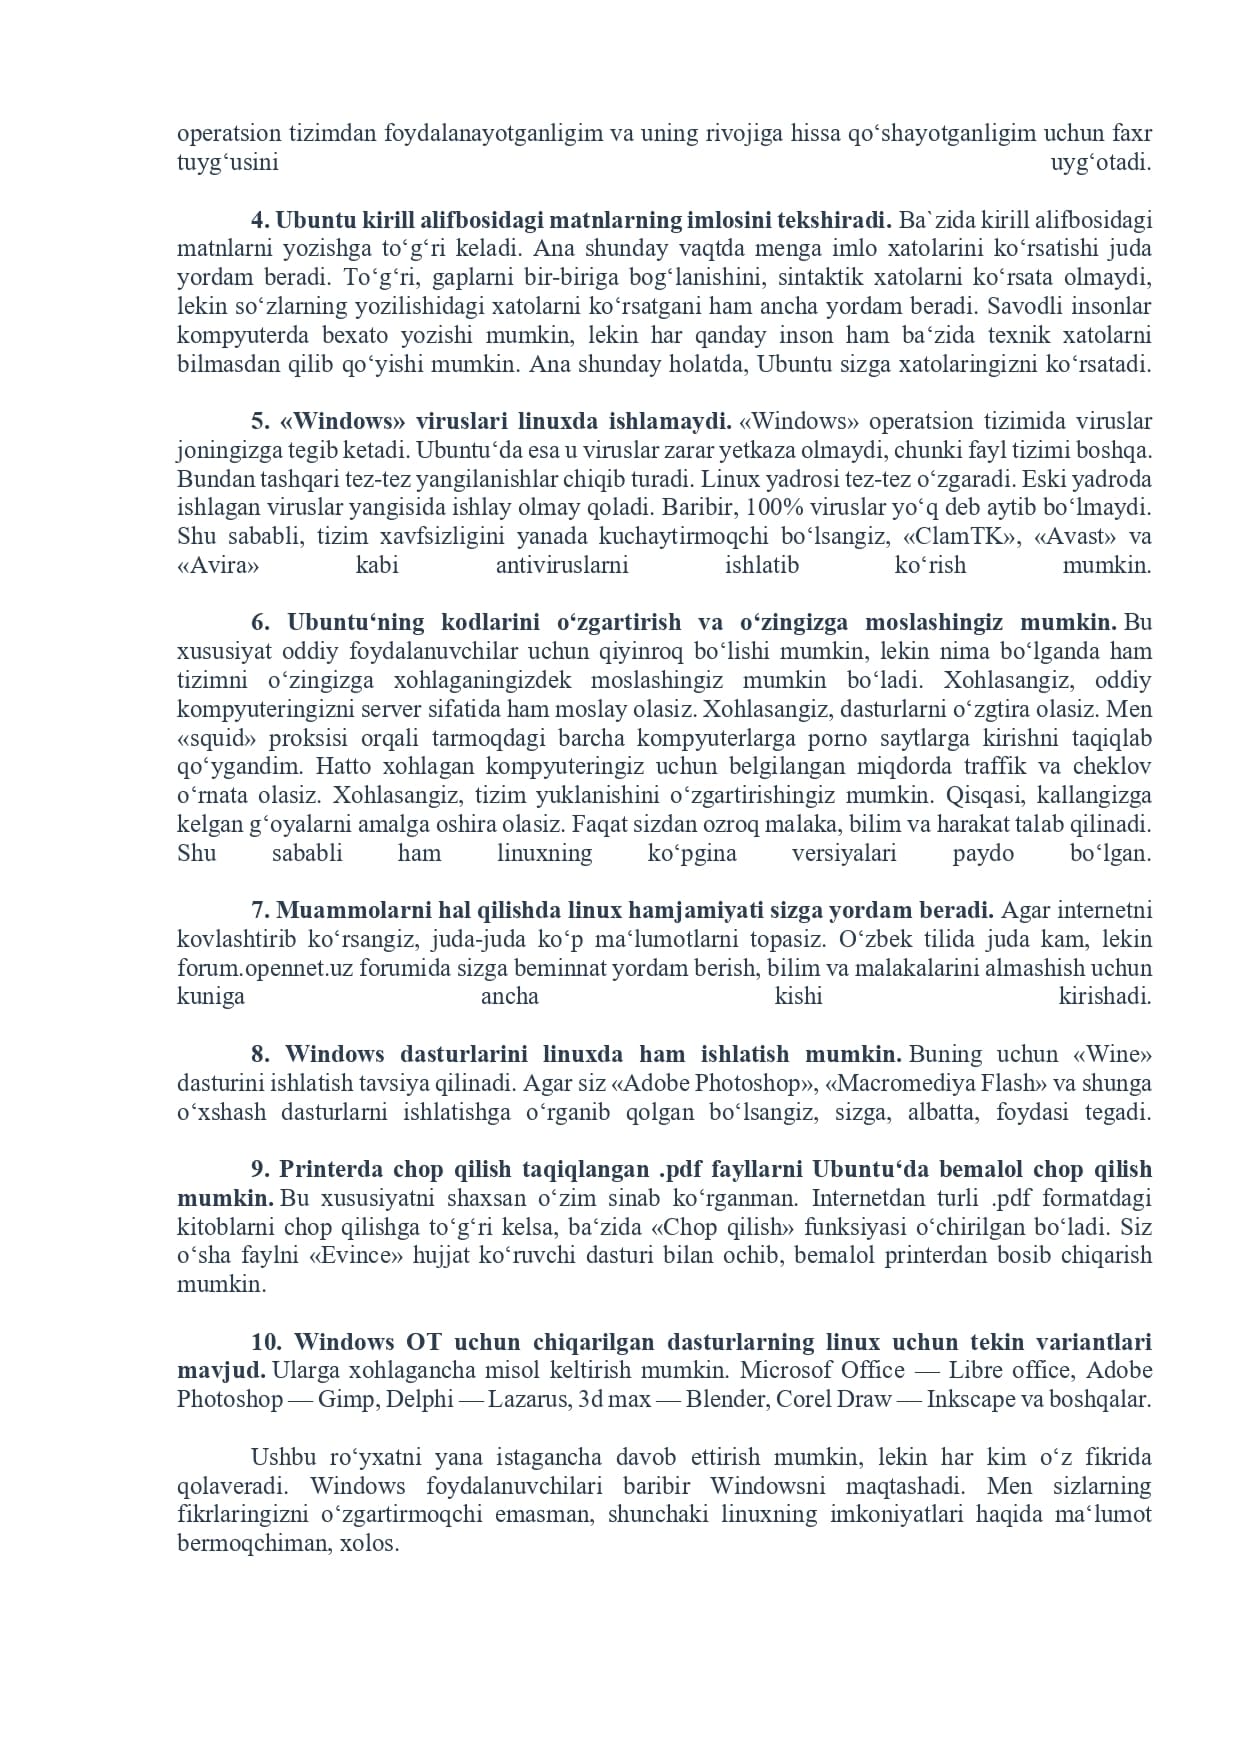 operatsion tizimdan foydalanayotganligim va uning rivojiga hissa qo‘shayotganligim uchun faxr
tuyg‘usini uyg‘otadi.
4. Ubuntu kirill alifbosidagi matnlarning imlosini tekshiradi. Ba`zida kirill alifbosidagi
matnlarni yozishga to‘g‘ri keladi. Ana shunday vaqtda menga imlo xatolarini ko‘rsatishi juda
yordam beradi. To‘g‘ri, gaplarni bir-biriga bog‘lanishini, sintaktik xatolarni ko‘rsata olmaydi,
lekin so‘zlarning yozilishidagi xatolarni ko‘rsatgani ham ancha yordam beradi. Savodli insonlar
kompyuterda bexato yozishi mumkin, lekin har qanday inson ham ba‘zida texnik xatolarni
bilmasdan qilib qo‘yishi mumkin. Ana shunday holatda, Ubuntu sizga xatolaringizni ko‘rsatadi.
5. «Windows» viruslari linuxda ishlamaydi. «Windows» operatsion tizimida viruslar
joningizga tegib ketadi. Ubuntu‘da esa u viruslar zarar yetkaza olmaydi, chunki fayl tizimi boshqa.
Bundan tashqari tez-tez yangilanishlar chiqib turadi. Linux yadrosi tez-tez o‘zgaradi. Eski yadroda
ishlagan viruslar yangisida ishlay olmay qoladi. Baribir, 100% viruslar yo‘q deb aytib bo‘lmaydi.
Shu sababli, tizim xavfsizligini yanada kuchaytirmoqchi bo‘lsangiz, «ClamTK», «Avast» va
«Avira» kabi antiviruslarni ishlatib ko‘rish mumkin.
6. Ubuntu‘ning kodlarini o‘zgartirish va o‘zingizga moslashingiz mumkin. Bu
xususiyat oddiy foydalanuvchilar uchun qiyinroq bo‘lishi mumkin, lekin nima bo‘lganda ham
tizimni o‘zingizga xohlaganingizdek moslashingiz mumkin bo‘ladi. Xohlasangiz, oddiy
kompyuteringizni server sifatida ham moslay olasiz. Xohlasangiz, dasturlarni o‘zgtira olasiz. Men
«squid» proksisi orqali tarmoqdagi barcha kompyuterlarga porno saytlarga kirishni taqiqlab
qo‘ygandim. Hatto xohlagan kompyuteringiz uchun belgilangan miqdorda traffik va cheklov
o‘rnata olasiz. Xohlasangiz, tizim yuklanishini o‘zgartirishingiz mumkin. Qisqasi, kallangizga
kelgan g‘oyalarni amalga oshira olasiz. Faqat sizdan ozroq malaka, bilim va harakat talab qilinadi.
Shu sababli ham linuxning ko‘pgina versiyalari paydo bo‘lgan.
7. Muammolarni hal qilishda linux hamjamiyati sizga yordam beradi. Agar internetni
kovlashtirib ko‘rsangiz, juda-juda ko‘p ma‘lumotlarni topasiz. O‘zbek tilida juda kam, lekin
forum.opennet.uz forumida sizga beminnat yordam berish, bilim va malakalarini almashish uchun
kuniga ancha kishi kirishadi.
8. Windows dasturlarini linuxda ham ishlatish mumkin. Buning uchun «Wine»
dasturini ishlatish tavsiya qilinadi. Agar siz «Adobe Photoshop», «Macromediya Flash» va shunga
o‘xshash dasturlarni ishlatishga o‘rganib qolgan bo‘lsangiz, sizga, albatta, foydasi tegadi.
9. Printerda chop qilish taqiqlangan .pdf fayllarni Ubuntu‘da bemalol chop qilish
mumkin. Bu xususiyatni shaxsan o‘zim sinab ko‘rganman. Internetdan turli .pdf formatdagi
kitoblarni chop qilishga to‘g‘ri kelsa, ba‘zida «Chop qilish» funksiyasi o‘chirilgan bo‘ladi. Siz
o‘sha faylni «Evince» hujjat ko‘ruvchi dasturi bilan ochib, bemalol printerdan bosib chiqarish
mumkin.
10. Windows OT uchun chiqarilgan dasturlarning linux uchun tekin variantlari
mavjud. Ularga xohlagancha misol keltirish mumkin. Microsof Office — Libre office, Adobe
Photoshop — Gimp, Delphi — Lazarus, 3d max — Blender, Corel Draw — Inkscape va boshqalar.
Ushbu ro‘yxatni yana istagancha davob ettirish mumkin, lekin har kim o‘z fikrida
qolaveradi. Windows foydalanuvchilari baribir Windowsni maqtashadi. Men sizlarning
fikrlaringizni o‘zgartirmoqchi emasman, shunchaki linuxning imkoniyatlari haqida ma‘lumot
bermoqchiman, xolos.